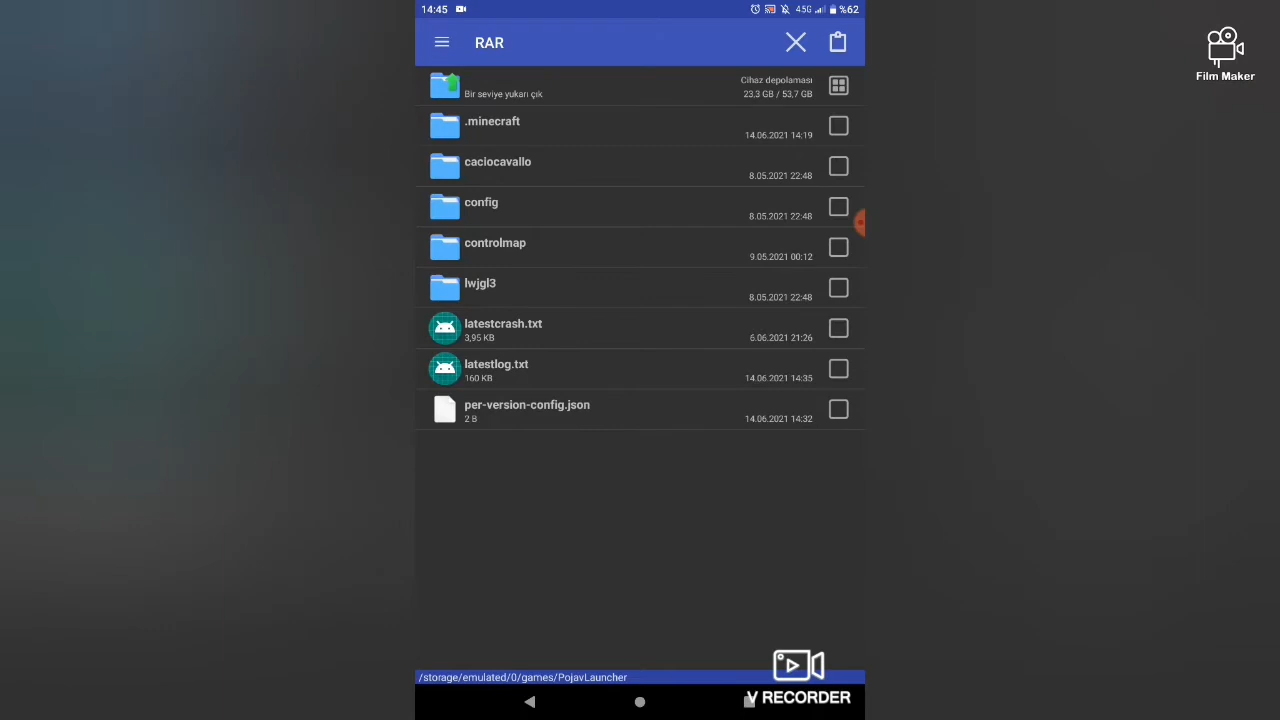 14:45 4.5G %62
RAR
Film Maker
Bir seviye yukarı çık
Cihaz depolaması
23,3 GB / 53,7 GB
.minecraft
14.06.2021 14:19
caciocavallo
8.05.2021 22:48
config
8.05.2021 22:48
controlmap
9.05.2021 00:12
lwjgl3
8.05.2021 22:48
latestcrash.txt
3,95 KB
6.06.2021 21:26
latestlog.txt
160 KB
14.06.2021 14:35
per-version-config.json
2 B
14.06.2021 14:32
/storage/emulated/0/games/PojavLauncher
V RECORDER